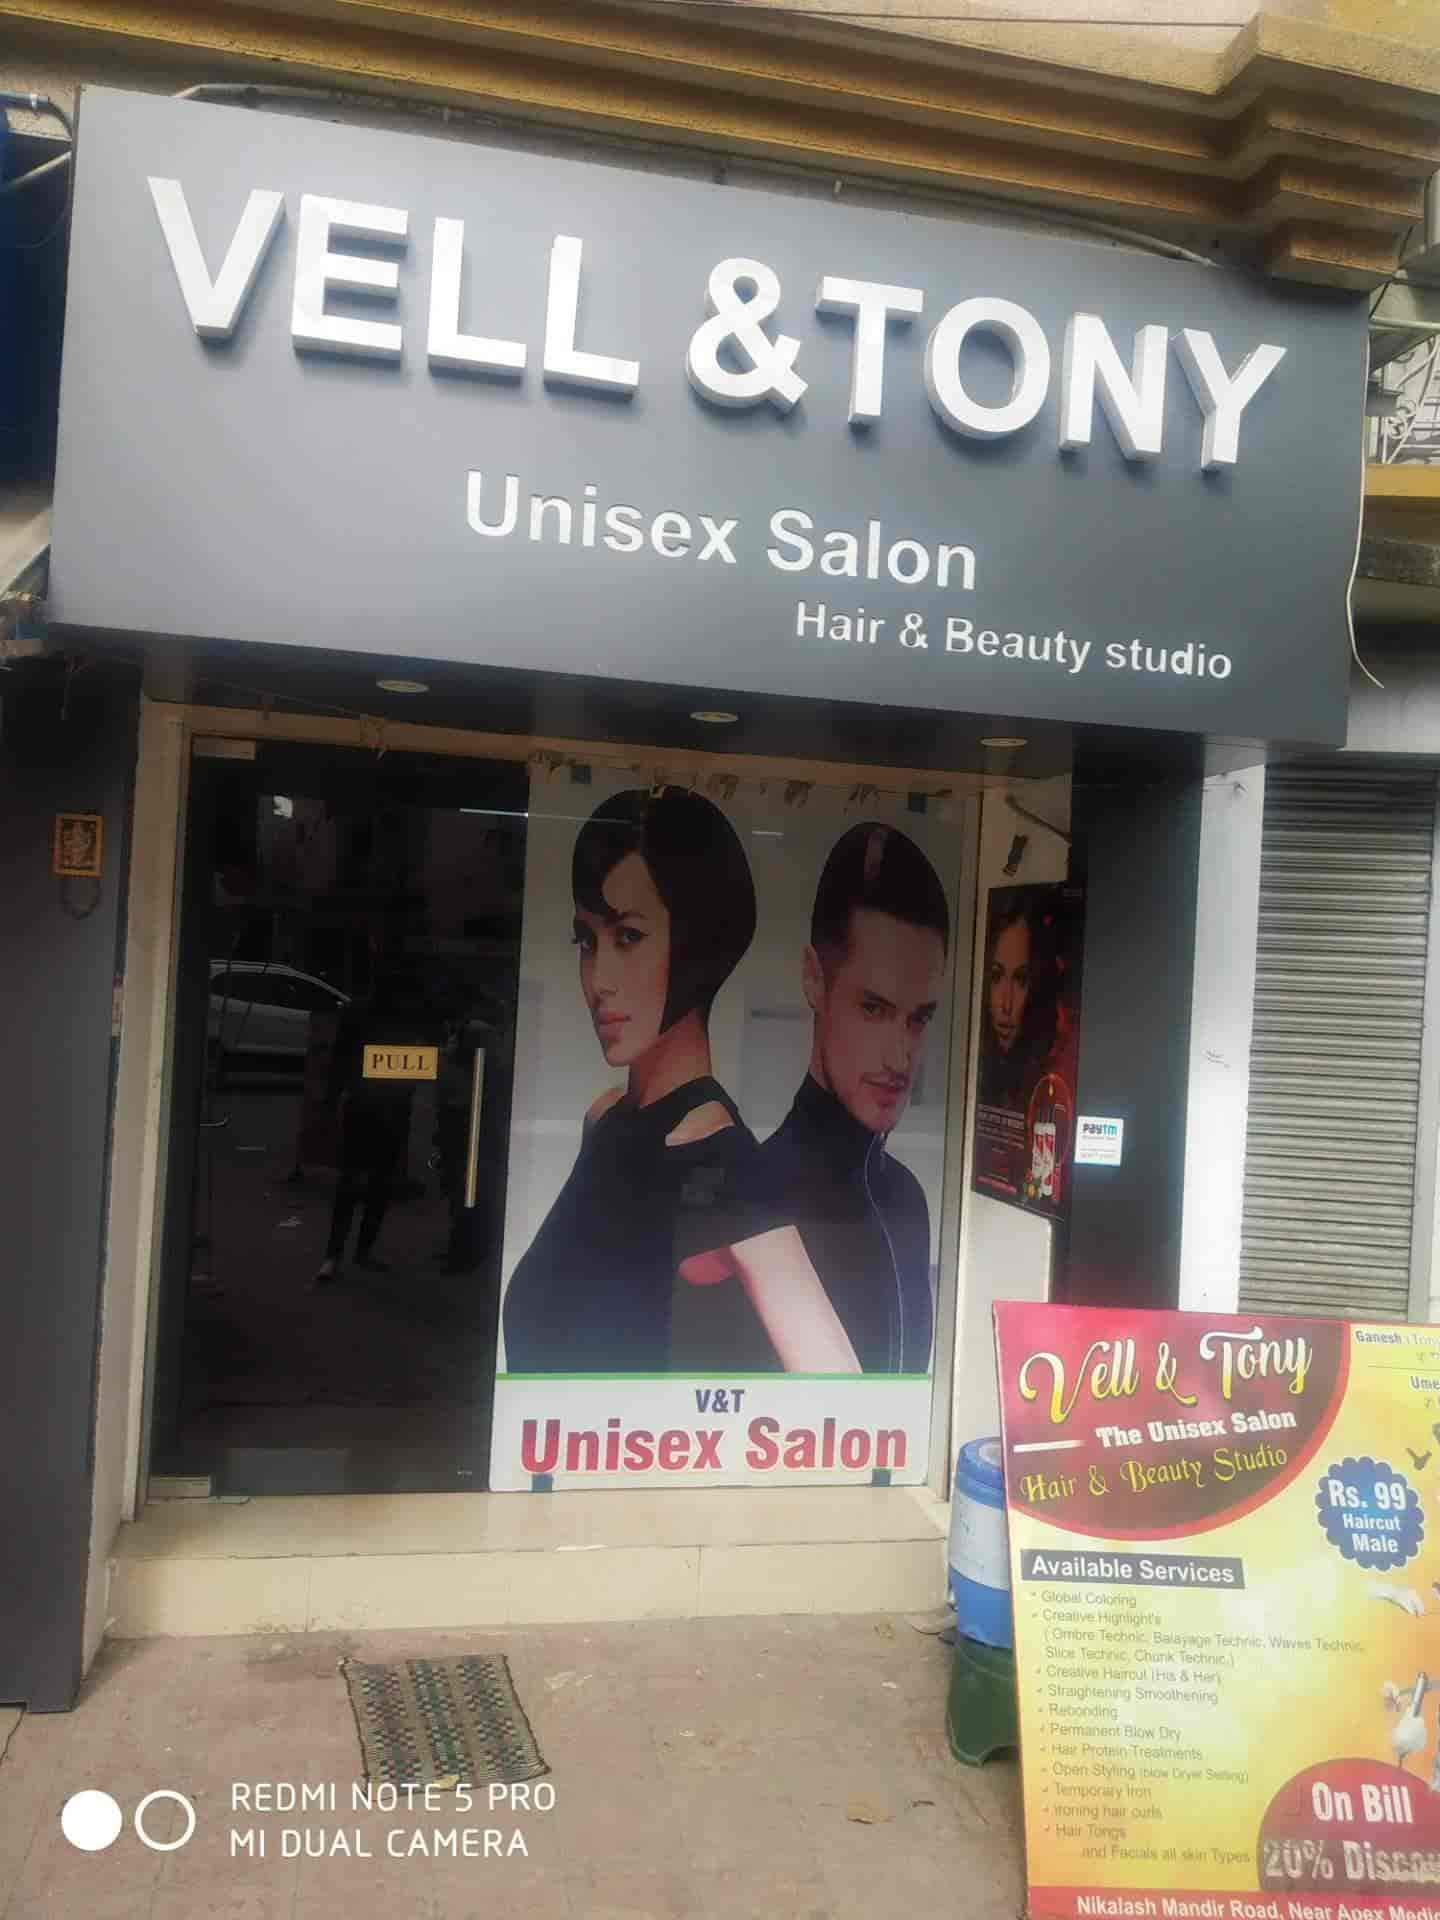 VELL &TONY
Unisex Salon
Hair & Beauty studio
PULL
paytm
V&T
Unisex Salon
Vell & Tony
The Unisex Salon
Hair & Beauty Studio
Ganesh
Rs. 99
Haircut
Male
Available Services
Global Coloring
Creative Highlight's
( Ombre Technic, Balayage Technic, Waves Technic,
Slice Technic, Chunk Technic.)
Creative Haircut (His & Her)
Straightening Smoothening
Rebonding
Permanent Blow Dry
Hair Protein Treatments
Open Styling (blow Dryer Setting)
Temporary Iron
Ironing hair curls
Hair Tongs
and Facials all skin Types
On Bill
20%
Nikalash Mandir Road, Near Apex
REDMI NOTE 5 PRO
MI DUAL CAMERA